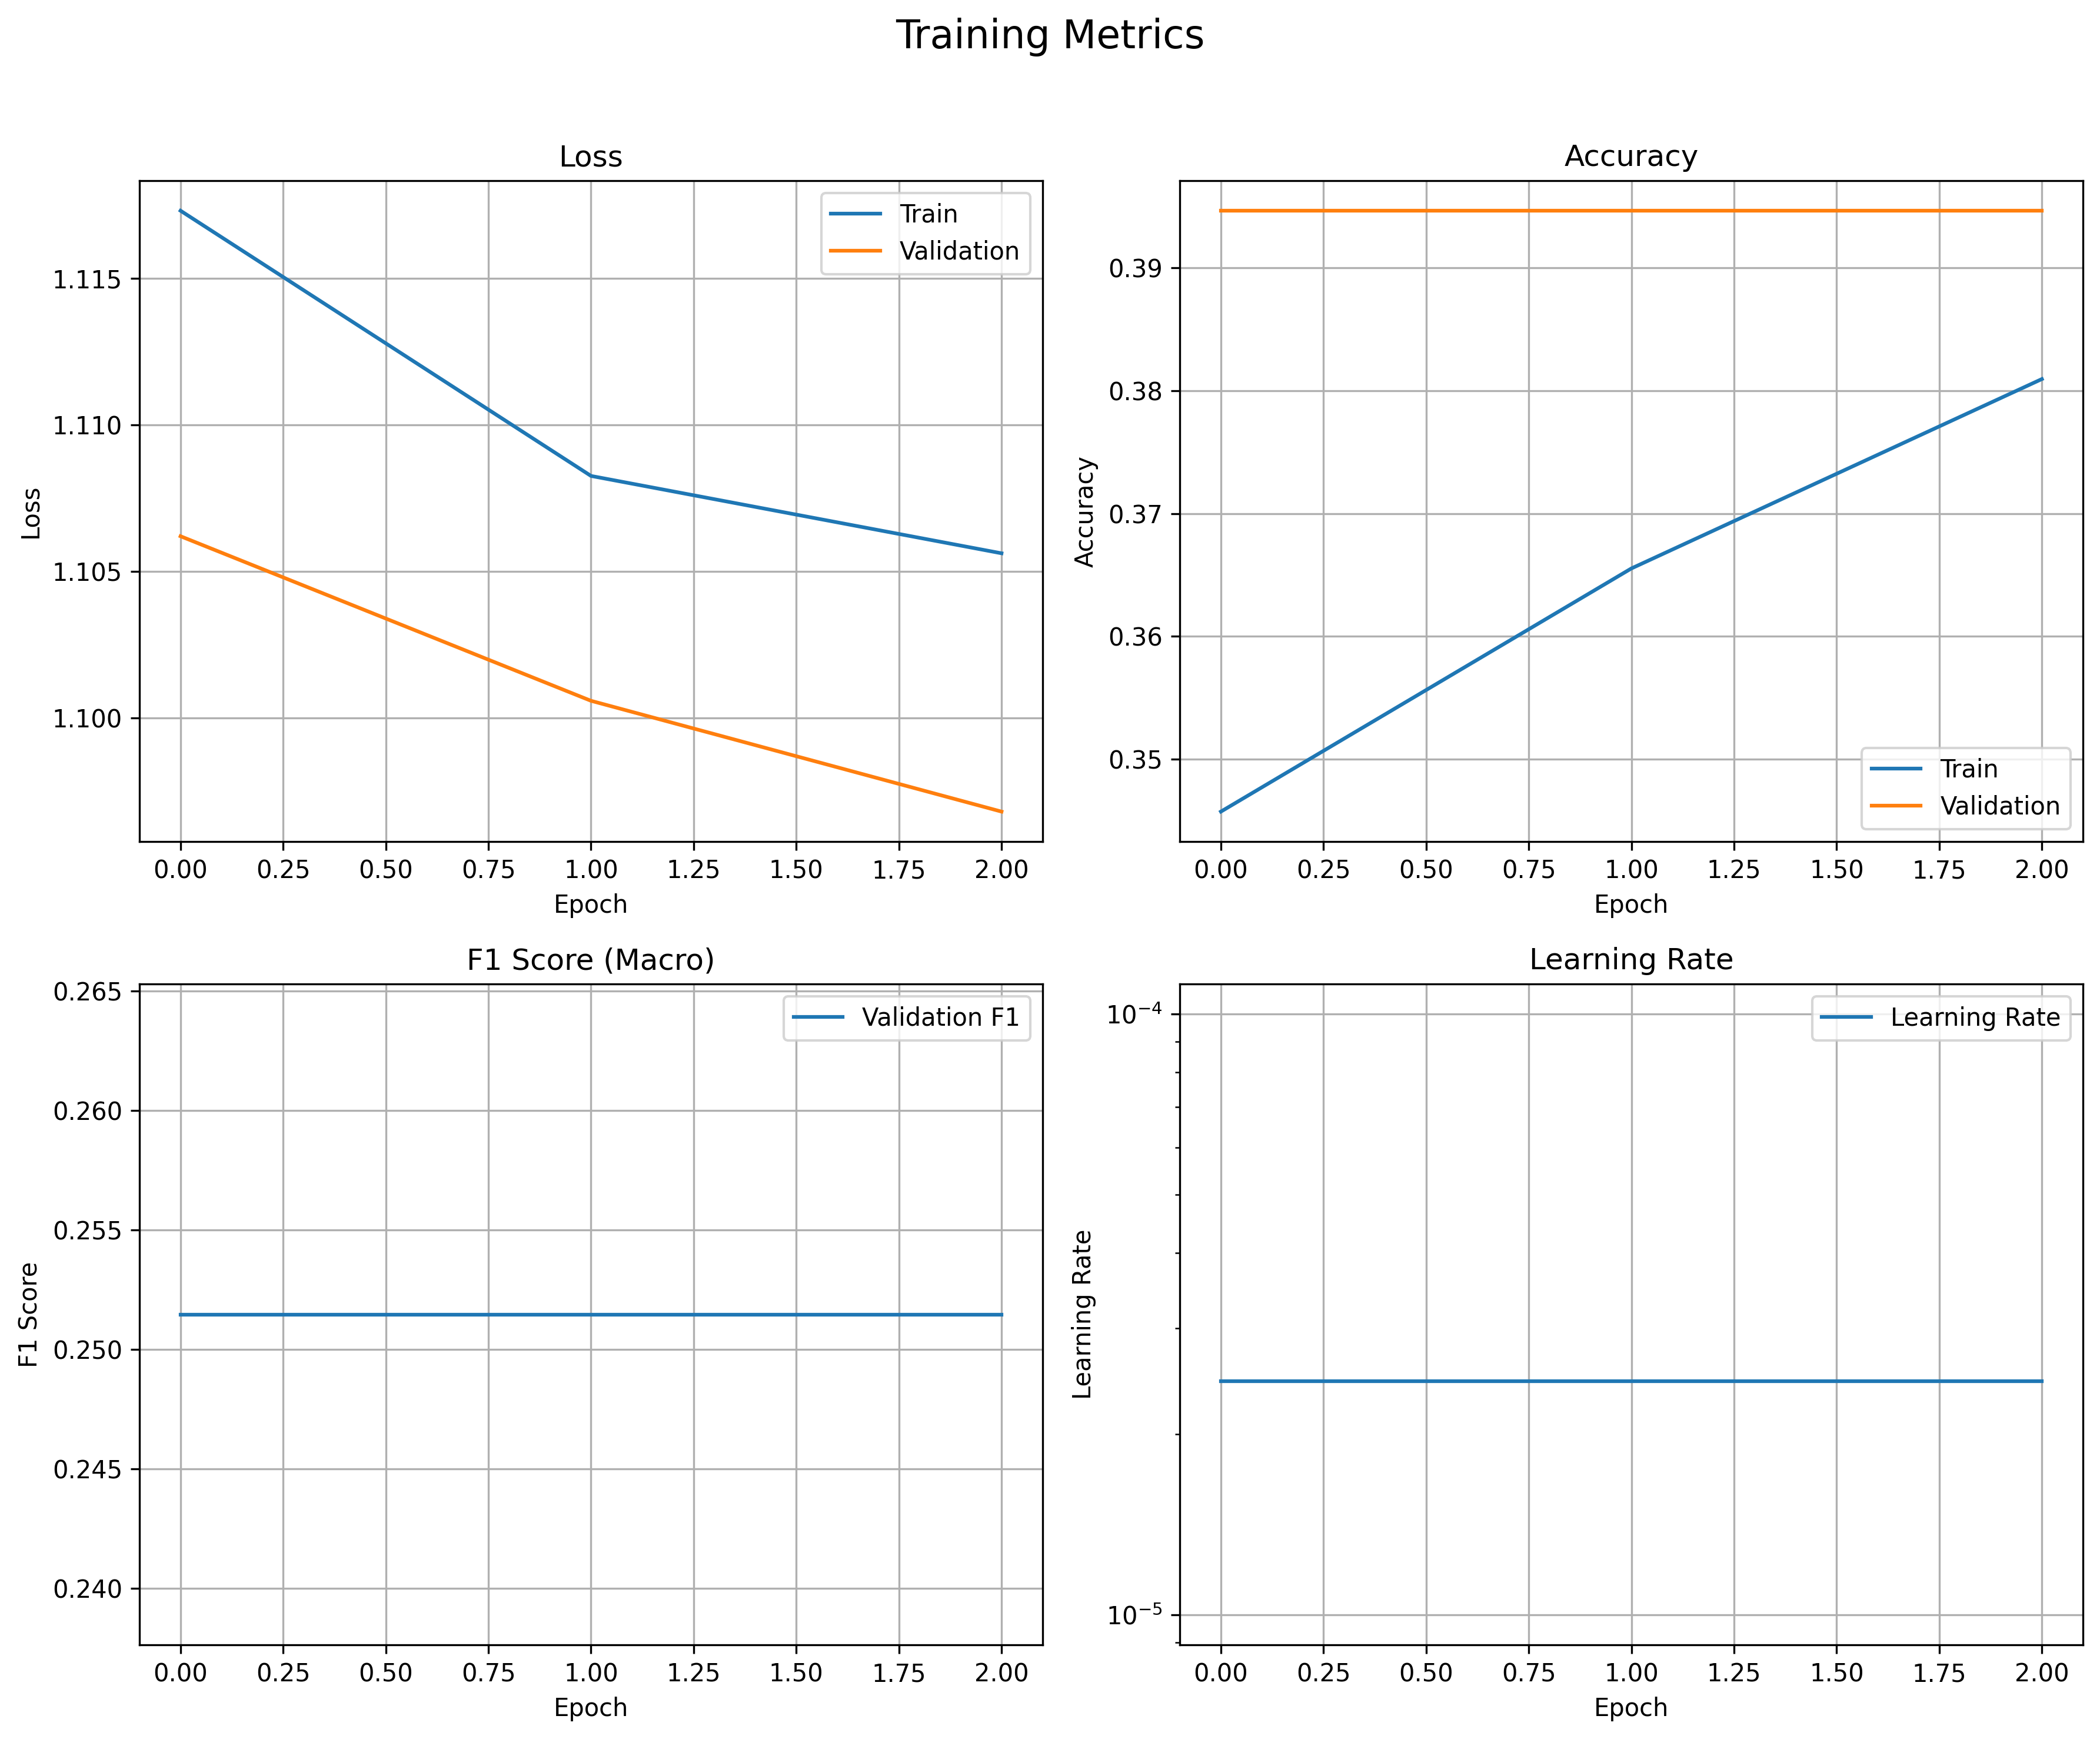 Training Metrics
Loss
1.115
1.110
1.105
1.100
Loss
Train
Validation
0.00 0.25 0.50 0.75 1.00 1.25 1.50 1.75 2.00
Epoch
Accuracy
0.39
0.38
0.37
0.36
0.35
Accuracy
Train
Validation
0.00 0.25 0.50 0.75 1.00 1.25 1.50 1.75 2.00
Epoch
F1 Score (Macro)
0.265
0.260
0.255
0.250
0.245
0.240
F1 Score
Validation F1
0.00 0.25 0.50 0.75 1.00 1.25 1.50 1.75 2.00
Epoch
Learning Rate
10⁻⁴
10⁻⁵
Learning Rate
Learning Rate
0.00 0.25 0.50 0.75 1.00 1.25 1.50 1.75 2.00
Epoch